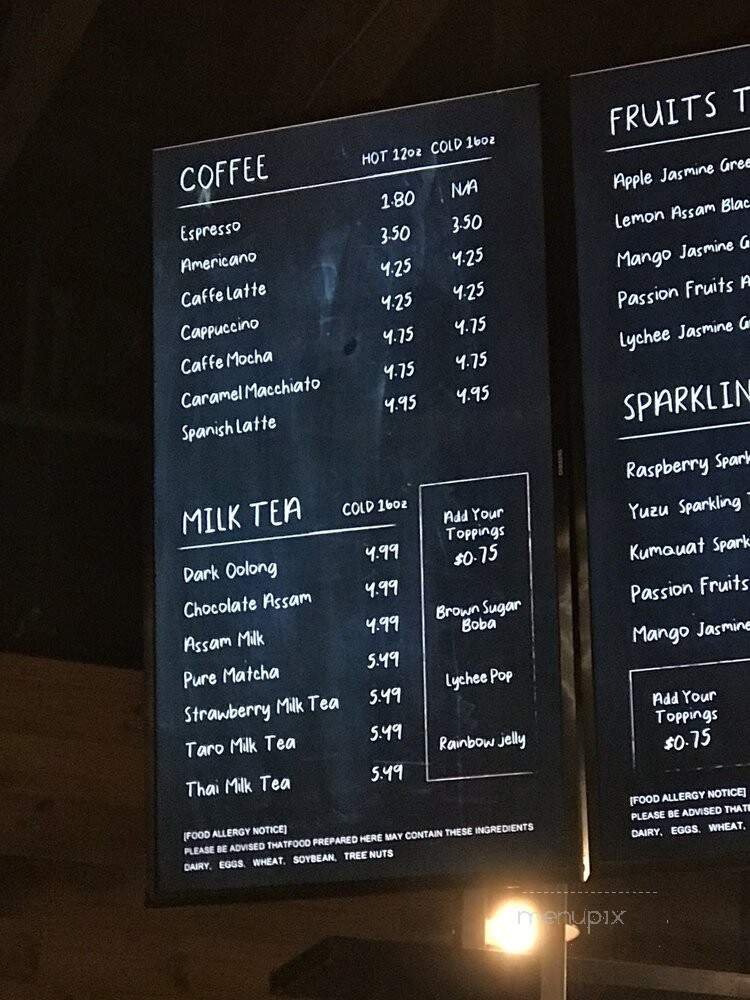 COFFEE HOT 12oz COLD 16oz
Espresso 1.80 N/A
Americano 3.50 3.50
Caffe Latte 4.25 4.25
Cappuccino 4.25 4.25
Caffe Mocha 4.75 4.75
Caramel Macchiato 4.75 4.75
Spanish Latte 4.95 4.95
MILK TEA COLD 16oz
Dark Oolong 4.99
Chocolate Assam 4.99
Assam Milk 4.99
Pure Matcha 5.49
Strawberry Milk Tea 5.49
Taro Milk Tea 5.49
Thai Milk Tea 5.49
Add Your
Toppings
$0.75
Brown Sugar
Boba
Lychee Pop
Rainbow jelly
[FOOD ALLERGY NOTICE]
PLEASE BE ADVISED THATFOOD PREPARED HERE MAY CONTAIN THESE INGREDIENTS
DAIRY, EGGS, WHEAT, SOYBEAN, TREE NUTS
FRUITS T
Apple Jasmine Gree
Lemon Assam Blac
Mango Jasmine G
Passion Fruits A
Lychee Jasmine G
SPARKLIN
Raspberry Spark
Yuzu Sparkling
Kumquat Spark
Passion Fruits
Mango Jasmine
Add Your
Toppings
$0.75
[FOOD ALLERGY NOTICE]
PLEASE BE ADVISED THAT
DAIRY, EGGS, WHEAT,
menupix